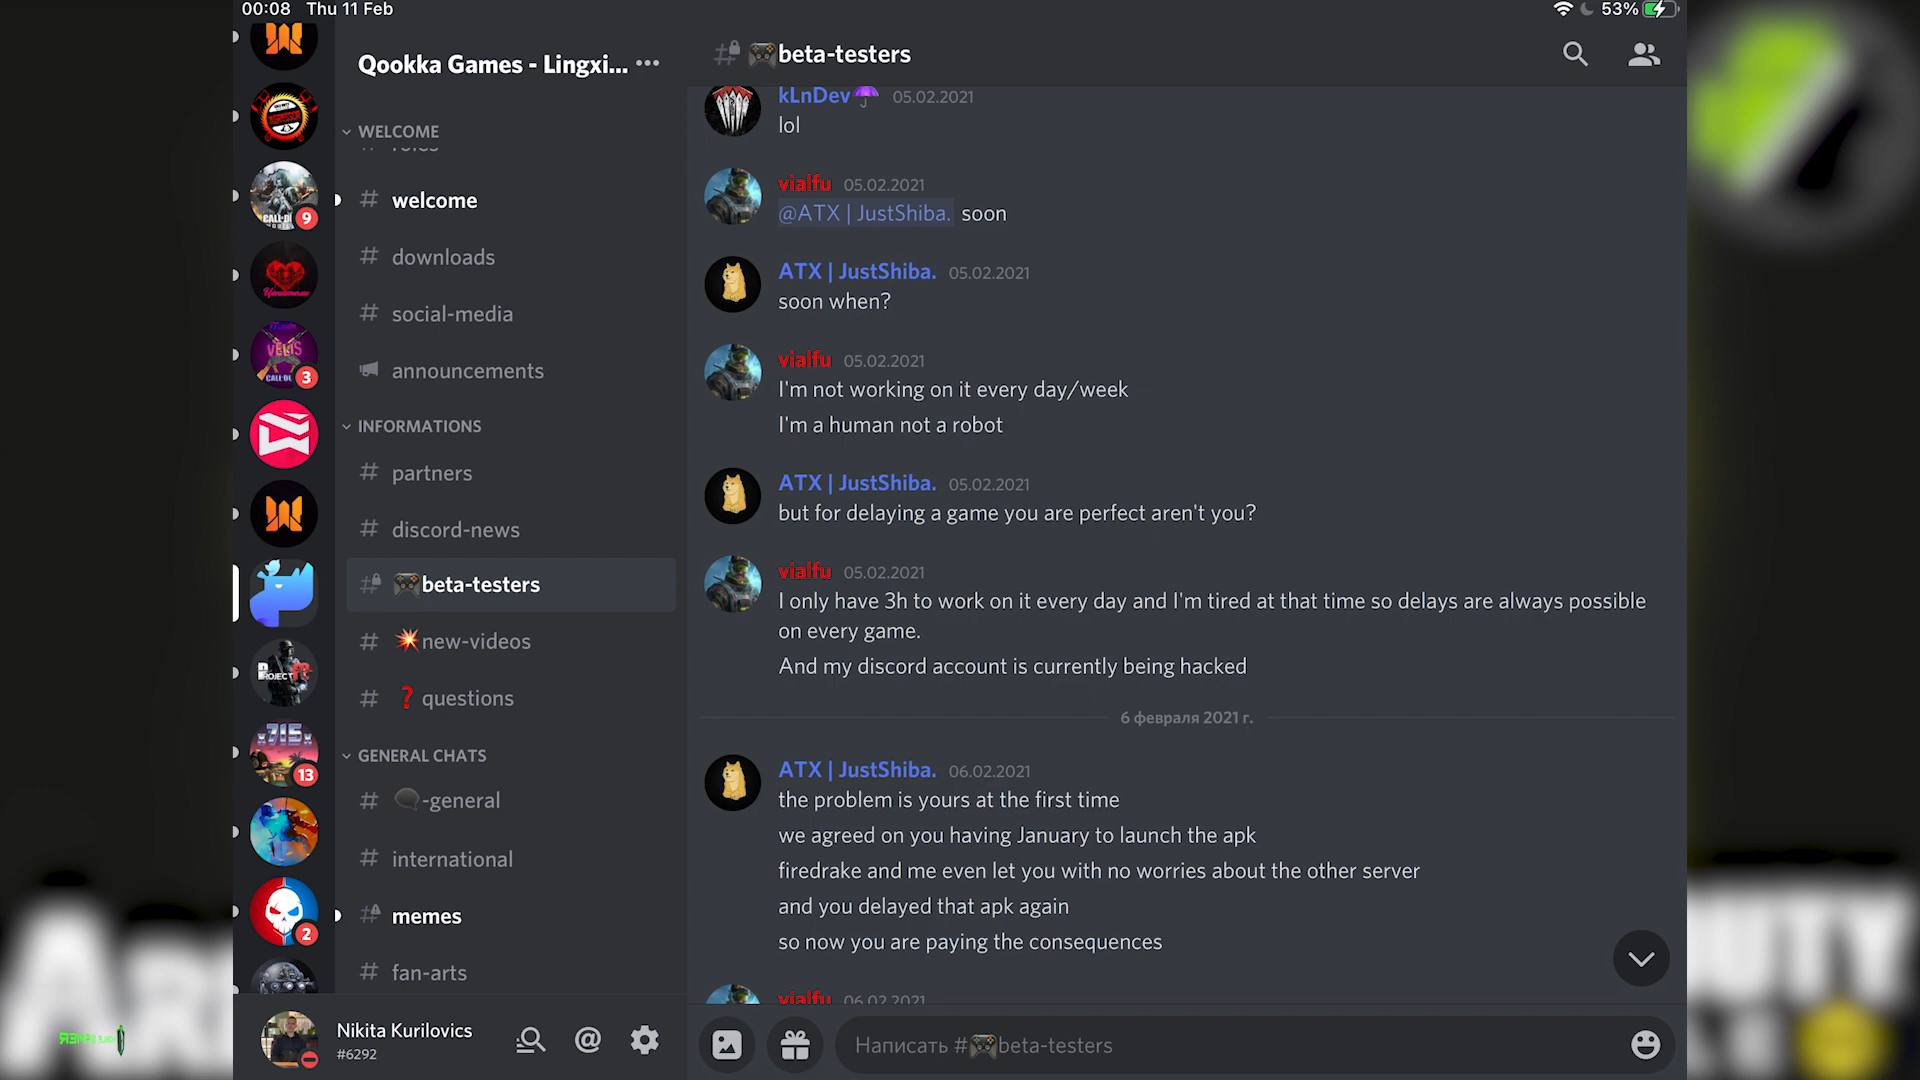 00:08 Thu 11 Feb
53%
Qookka Games - Lingxi...
WELCOME
roles
welcome
downloads
social-media
announcements
INFORMATIONS
partners
discord-news
beta-testers
new-videos
questions
GENERAL CHATS
-general
international
memes
fan-arts
9
3
13
2
Nikita Kurilovics
#6292
beta-testers
kLnDev 05.02.2021
lol
vialfu 05.02.2021
@ATX | JustShiba. soon
ATX | JustShiba. 05.02.2021
soon when?
vialfu 05.02.2021
I'm not working on it every day/week
I'm a human not a robot
ATX | JustShiba. 05.02.2021
but for delaying a game you are perfect aren't you?
vialfu 05.02.2021
I only have 3h to work on it every day and I'm tired at that time so delays are always possible
on every game.
And my discord account is currently being hacked
6 февраля 2021 г.
ATX | JustShiba. 06.02.2021
the problem is yours at the first time
we agreed on you having January to launch the apk
firedrake and me even let you with no worries about the other server
and you delayed that apk again
so now you are paying the consequences
vialfu 06.02.2021
Написать #beta-testers